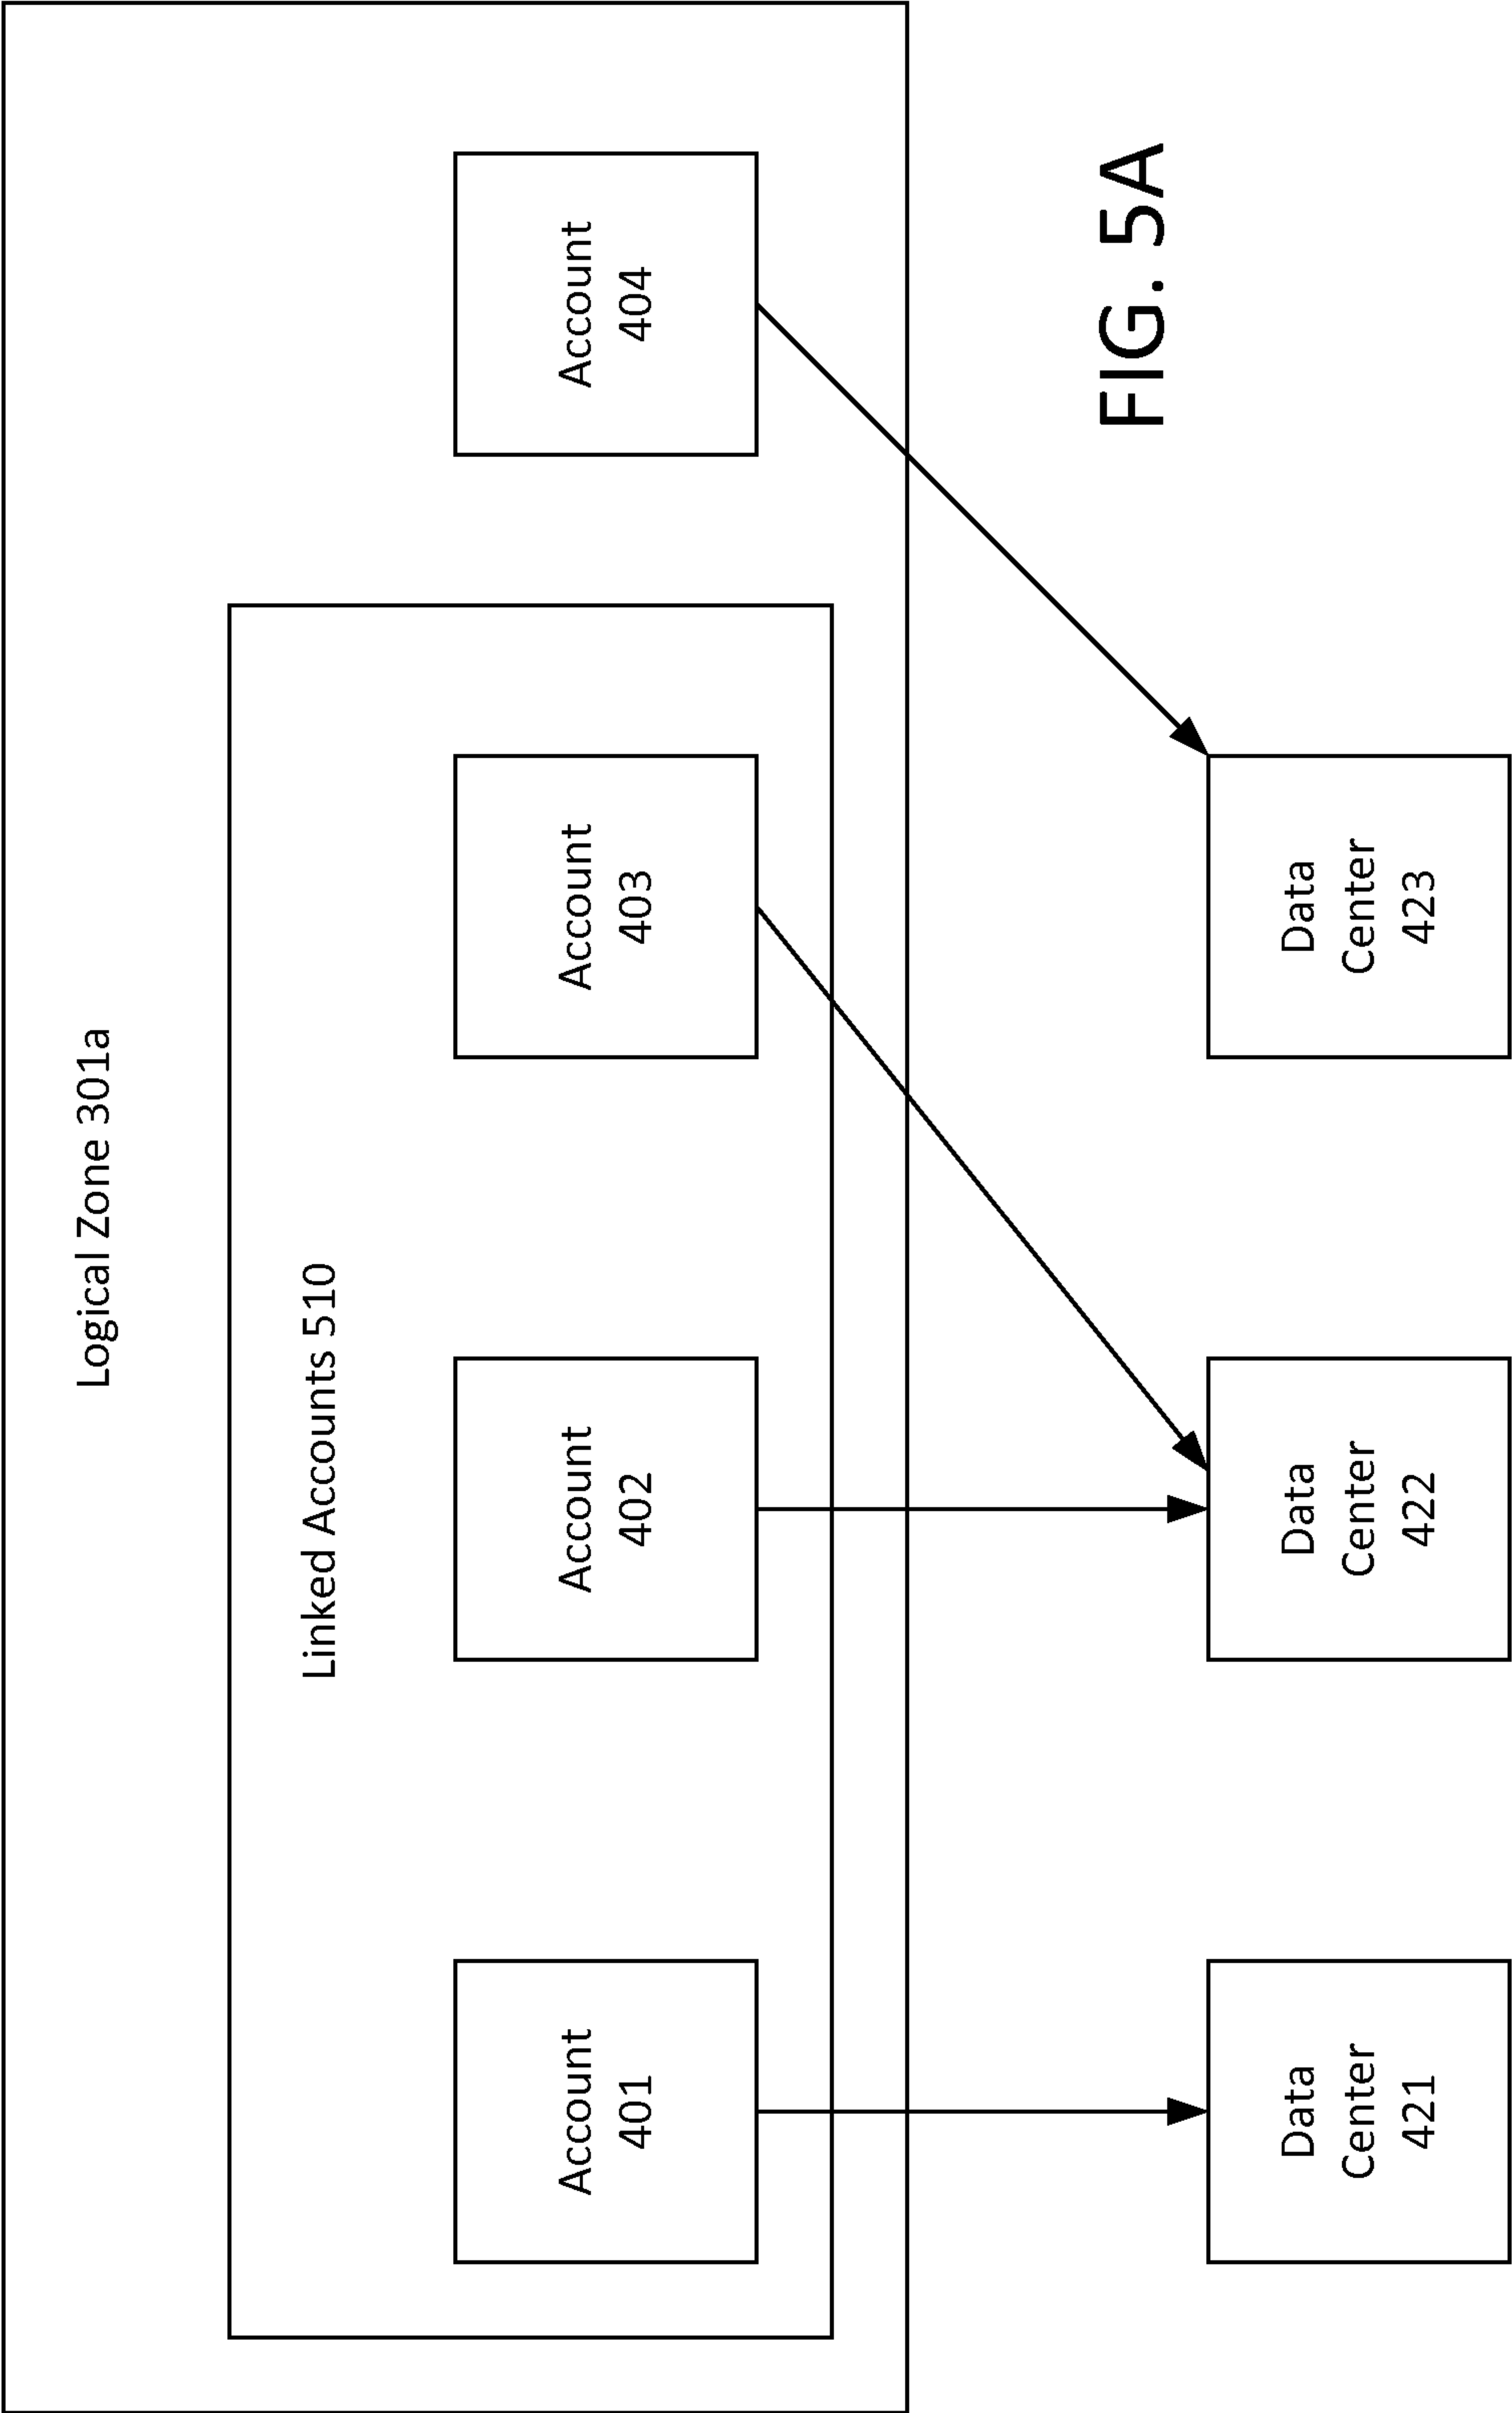 Logical Zone 301a
Linked Accounts 510
Account
401
Account
402
Account
403
Account
404
Data
Center
421
Data
Center
422
Data
Center
423
FIG. 5A